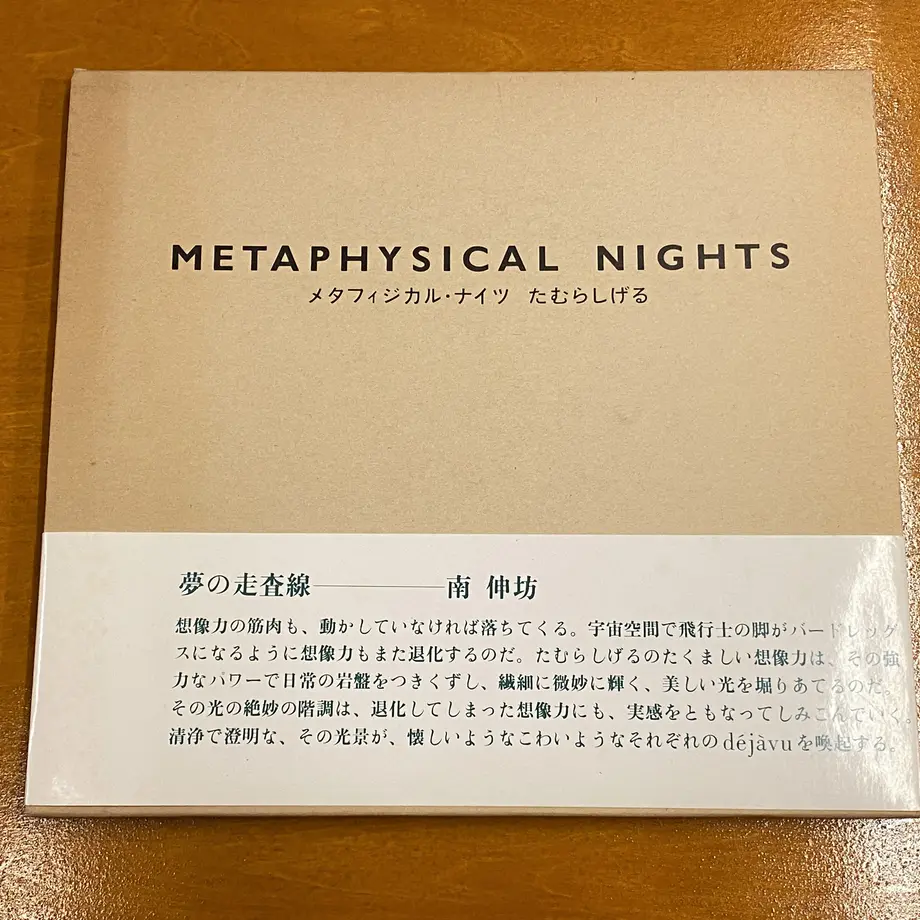 METAPHYSICAL NIGHTS
メタフィジカル・ナイツ たむらしげる
夢の走査線————南 伸坊
想像力の筋肉も、動かしていなければ落ちてくる。宇宙空間で飛行士の脚がバードレッグ
スになるように想像力もまた退化するのだ。たむらしげるのたくましい想像力は、その強
力なパワーで日常の岩盤をつきくずし、繊細に微妙に輝く、美しい光を堀りあてるのだ。
その光の絶妙の階調は、退化してしまった想像力にも、実感をともなってしみこんでいく。
清浄で澄明な、その光景が、懐しいようなこわいようなそれぞれのdéjàvuを喚起する。